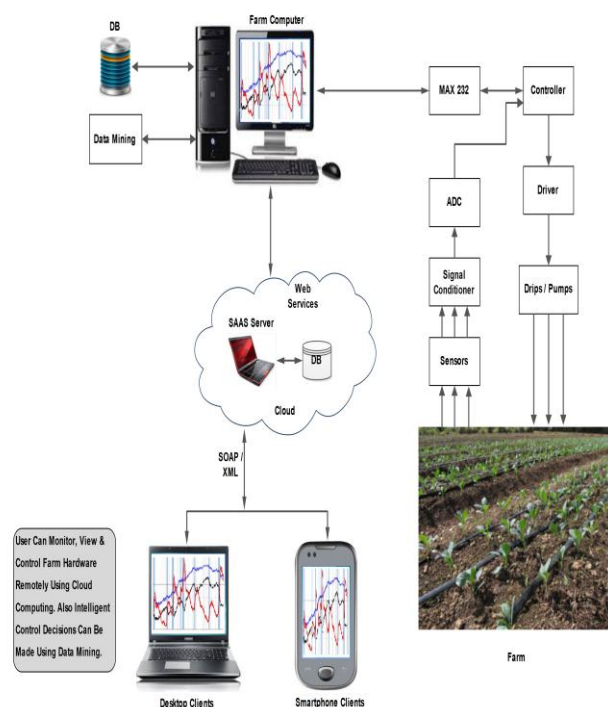 Farm Computer
DB
Data Mining
MAX 232
Controller
ADC
Driver
Signal
Conditioner
Drips / Pumps
Sensors
Web
Services
SAAS Server
DB
Cloud
SOAP /
XML
User Can Monitor, View &
Control Farm Hardware
Remotely Using Cloud
Computing. Also Intelligent
Control Decisions Can Be
Made Using Data Mining.
Farm
Desktop Clients
Smartphone Clients